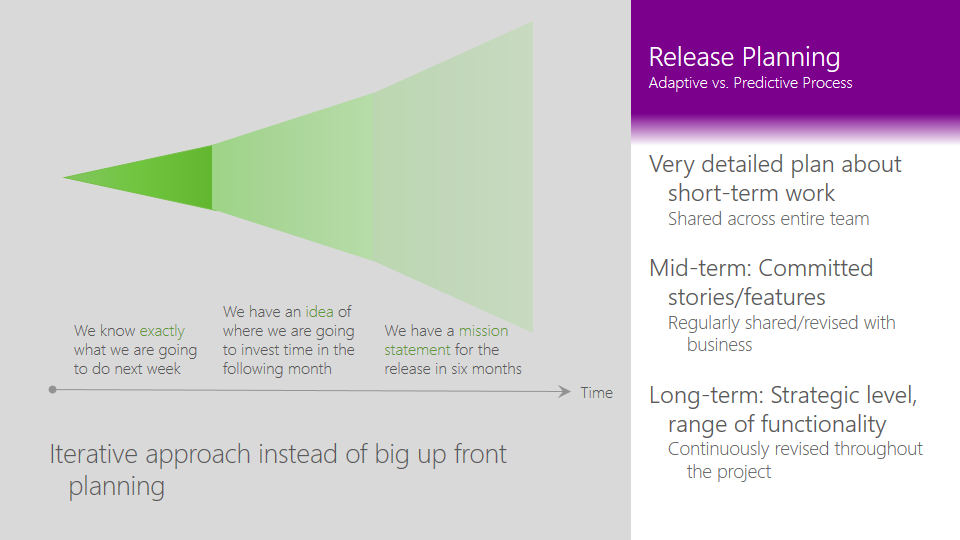 Release Planning
Adaptive vs. Predictive Process
We know exactly
what we are going
to do next week
We have an idea of
where we are going
to invest time in the
following month
We have a mission
statement for the
release in six months
Time
Iterative approach instead of big up front
planning
Very detailed plan about
short-term work
Shared across entire team
Mid-term: Committed
stories/features
Regularly shared/revised with
business
Long-term: Strategic level,
range of functionality
Continuously revised throughout
the project